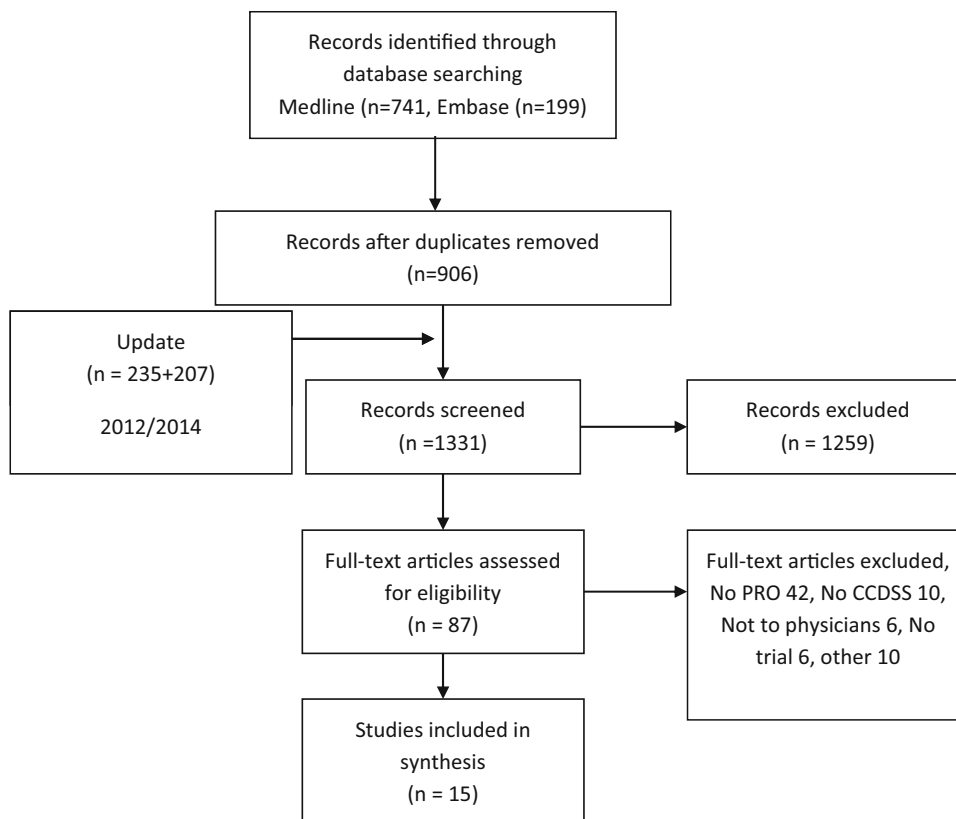 Records identified through
database searching
Medline (n=741, Embase (n=199)
Records after duplicates removed
(n=906)
Update
(n = 235+207)
2012/2014
Records screened
(n =1331)
Records excluded
(n = 1259)
Full-text articles assessed
for eligibility
(n = 87)
Full-text articles excluded,
No PRO 42, No CCDSS 10,
Not to physicians 6, No
trial 6, other 10
Studies included in
synthesis
(n = 15)